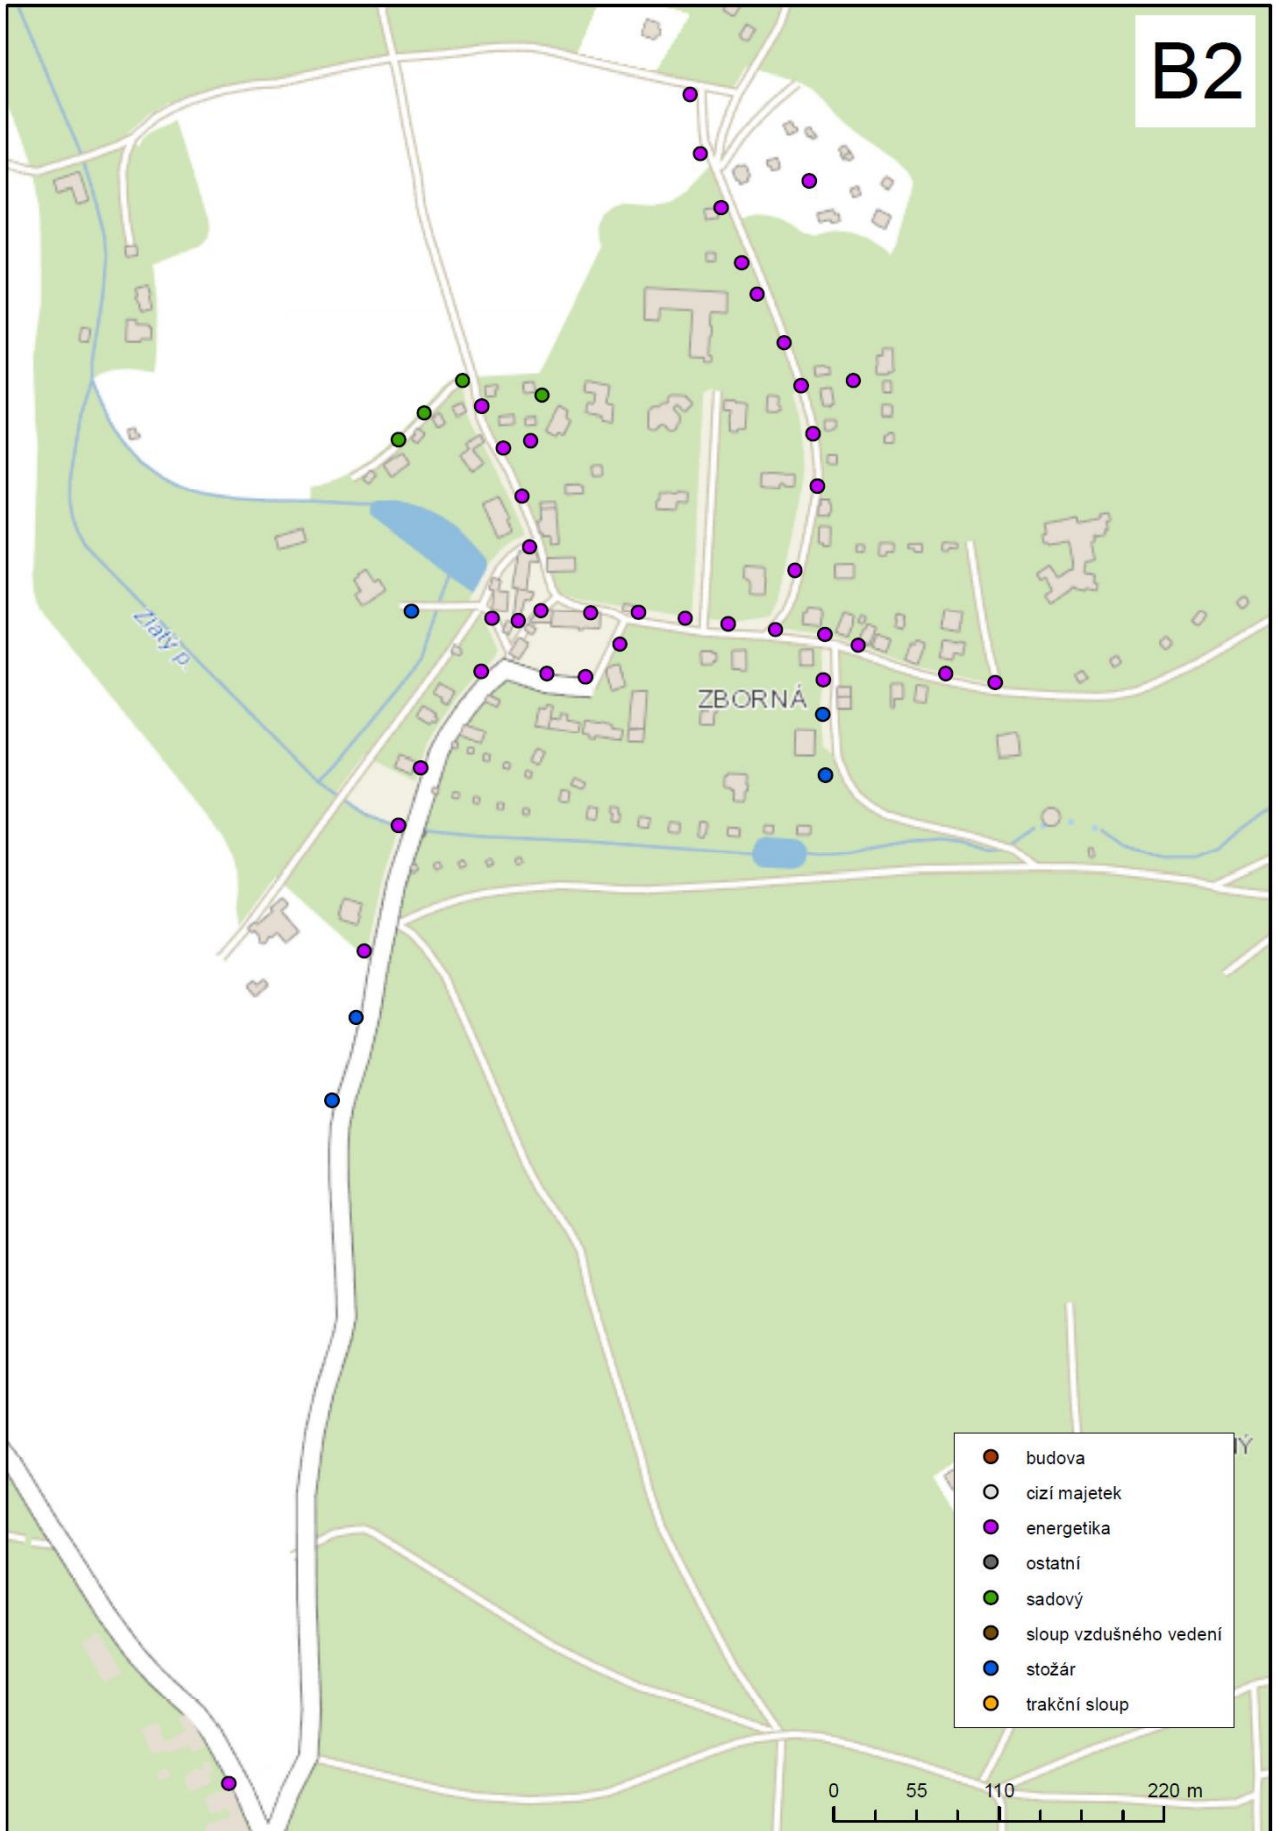 B2
Zlatý p.
ZBORNÁ
budova
cizí majetek
energetika
ostatní
sadový
sloup vzdušného vedení
stožár
trakční sloup
0 55 110 220 m